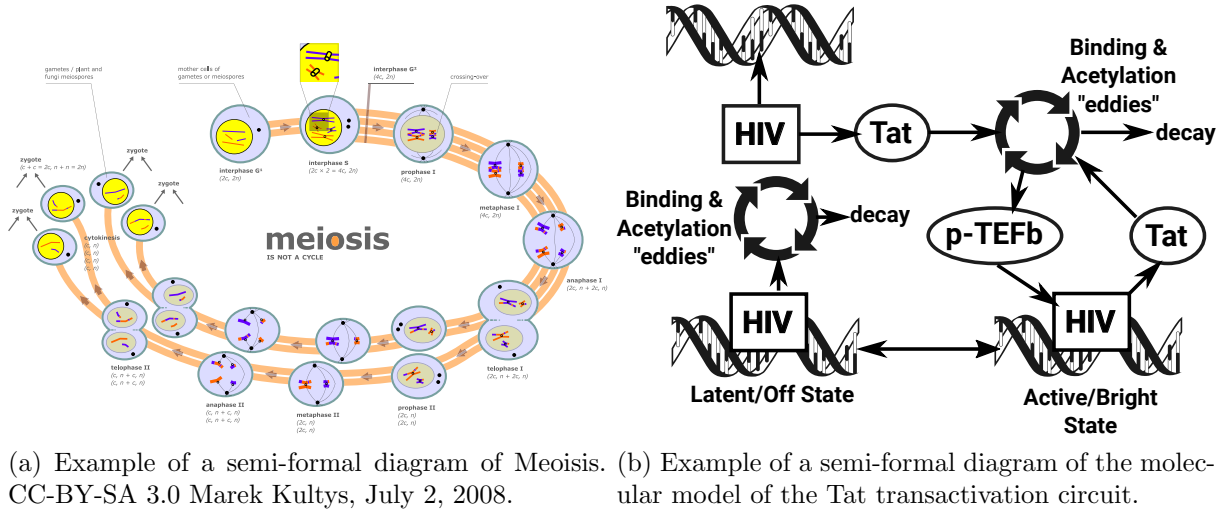 gametes / plant and
fungi meiospores
mother cells of
gametes or meiospores
interphase G²
(4c, 2n)
crossing-over
interphase G¹
(2c, 2n)
interphase S
(2c × 2 = 4c, 2n)
prophase I
(4c, 2n)
metaphase I
(4c, 2n)
anaphase I
(2c, n + 2c, n)
telophase I
(2c, n + 2c, n)
prophase II
(2c, n)
(2c, n)
metaphase II
(2c, n)
(2c, n)
anaphase II
(c, n + c, n)
(c, n + c, n)
telophase II
(c, n + c, n)
(c, n + c, n)
cytokinesis
(c, n)
(c, n)
(c, n)
(c, n)
zygote
(c + c = 2c, n + n = 2n)
zygote
zygote
zygote
meiosis
IS NOT A CYCLE
HIV
Tat
Binding &
Acetylation
"eddies"
decay
Binding &
Acetylation
"eddies"
decay
p-TEFb
Tat
HIV
HIV
Latent/Off State
Active/Bright
State
(a) Example of a semi-formal diagram of Meoisis.
CC-BY-SA 3.0 Marek Kultys, July 2, 2008.
(b) Example of a semi-formal diagram of the molec-
ular model of the Tat transactivation circuit.